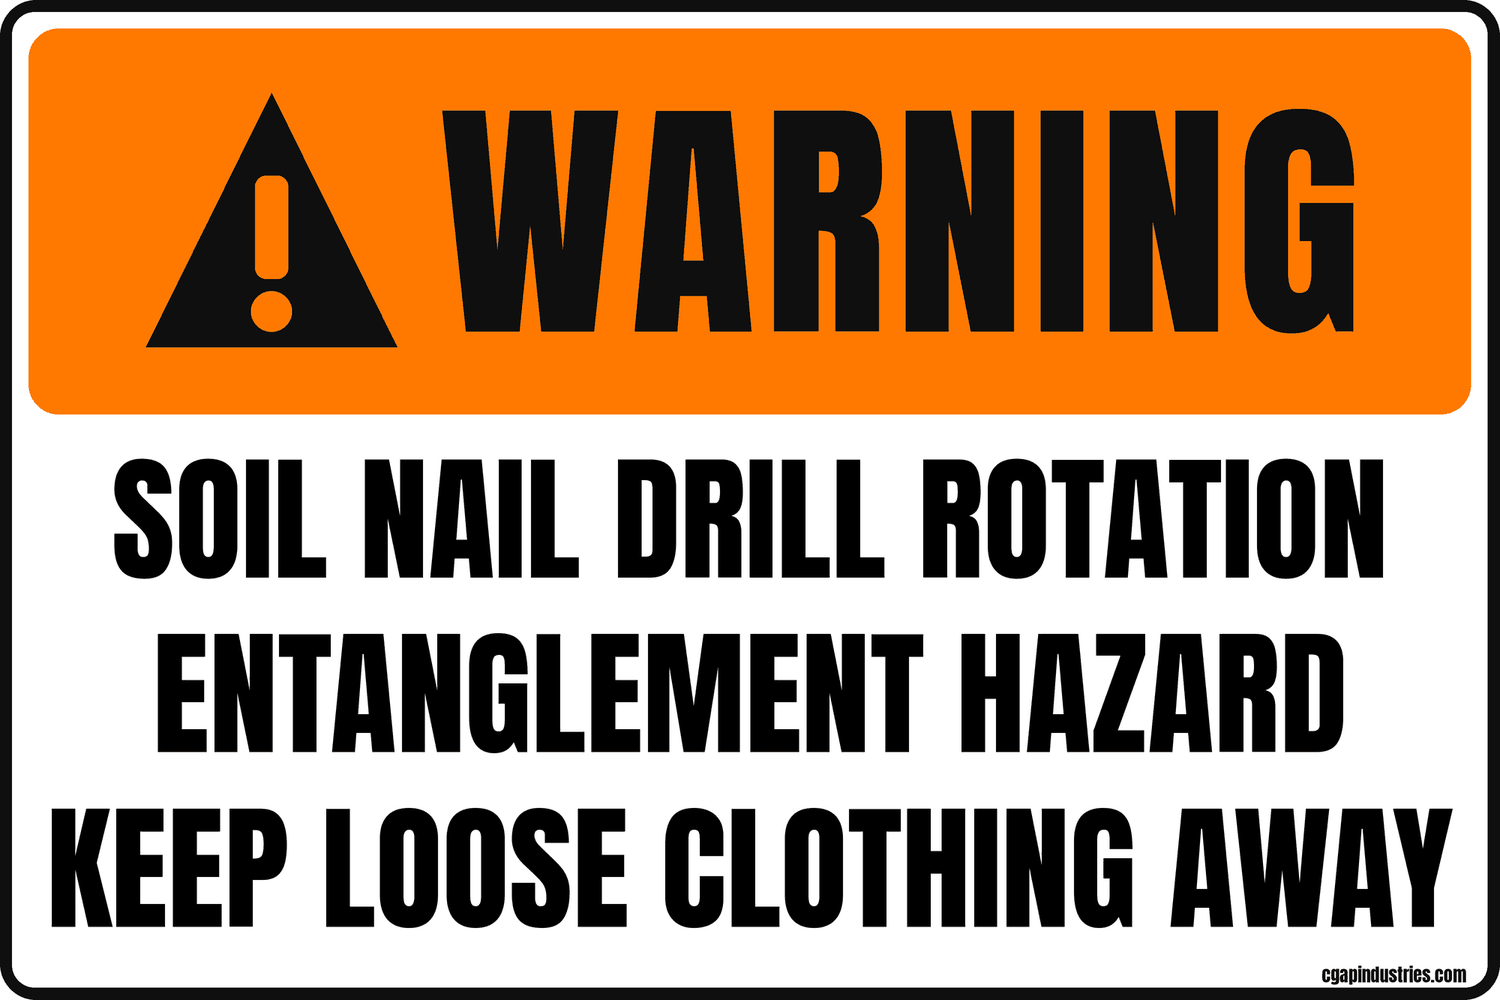 WARNING
SOIL NAIL DRILL ROTATION
ENTANGLEMENT HAZARD
KEEP LOOSE CLOTHING AWAY
cgapindustries.com